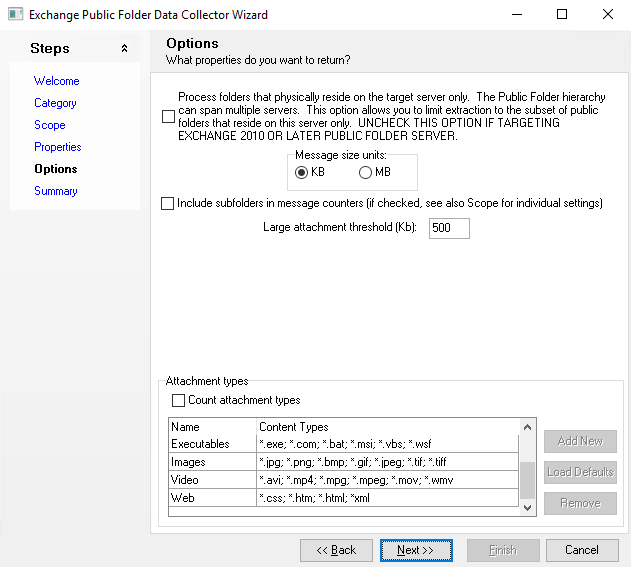 Exchange Public Folder Data Collector Wizard
Steps
Welcome
Category
Scope
Properties
Options
Summary
Options
What properties do you want to return?
Process folders that physically reside on the target server only. The Public Folder hierarchy
can span multiple servers. This option allows you to limit extraction to the subset of public
folders that reside on this server only. UNCHECK THIS OPTION IF TARGETING
EXCHANGE 2010 OR LATER PUBLIC FOLDER SERVER.
Message size units:
KB MB
Include subfolders in message counters (if checked, see also Scope for individual settings)
Large attachment threshold (Kb): 500
Attachment types
Count attachment types
Name Content Types
Executables *.exe; *.com; *.bat; *.msi; *.vbs; *.wsf
Images *.jpg; *.png; *.bmp; *.gif; *.jpeg; *.tif; *.tiff
Video *.avi; *.mp4; *.mpg; *.mpeg; *.mov; *.wmv
Web *.css; *.htm; *.html; *xml
Add New
Load Defaults
Remove
<< Back Next >> Finish Cancel